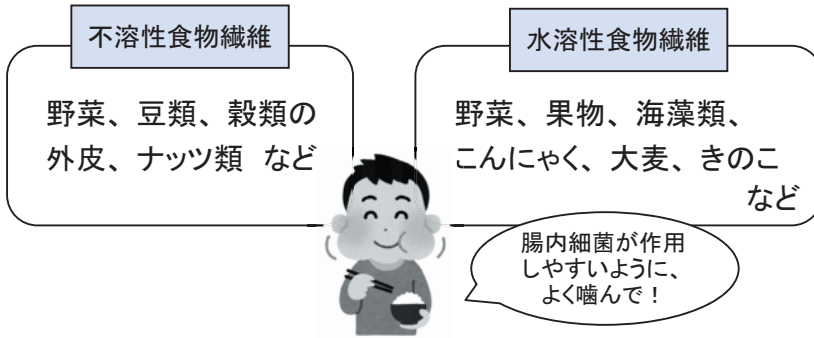 不溶性食物繊維
野菜、豆類、穀類の
外皮、ナッツ類 など
水溶性食物繊維
野菜、果物、海藻類、
こんにゃく、大麦、きのこ
など
腸内細菌が作用
しやすいように、
よく噛んで！